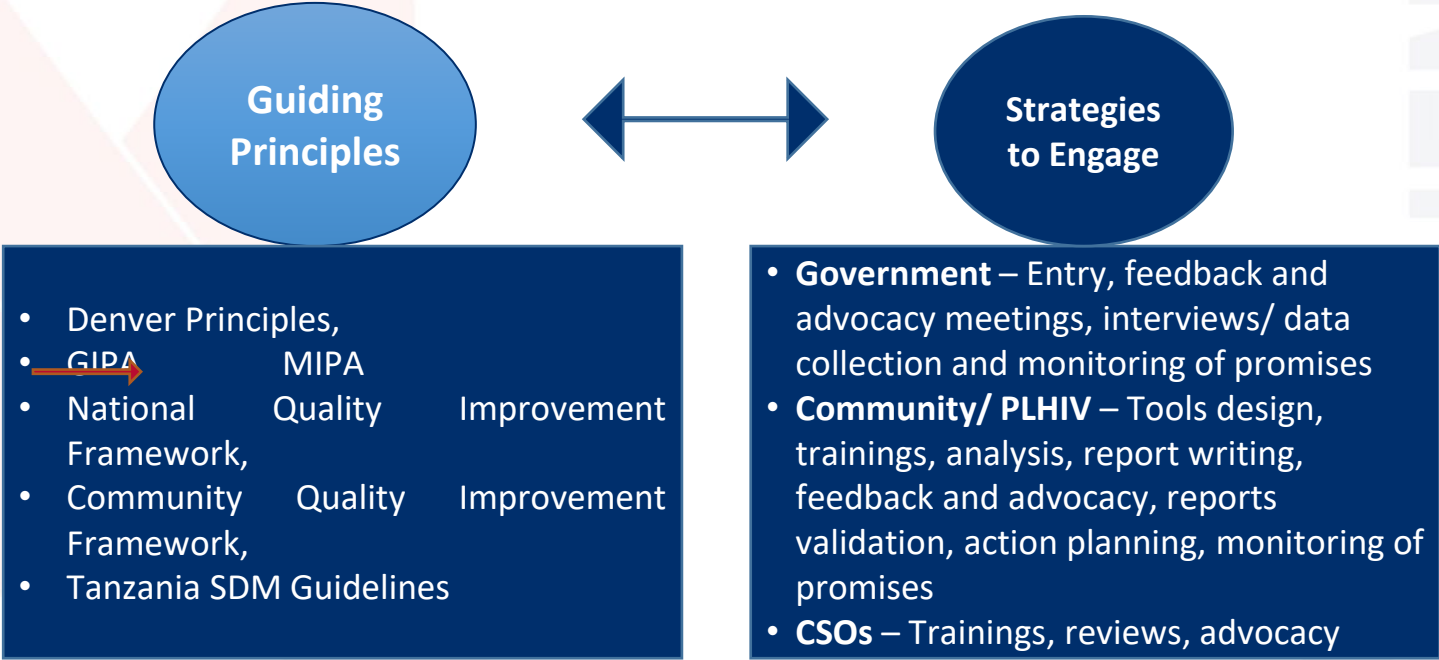 Guiding
Principles
Strategies
to Engage
• Denver Principles,
• GIPA MIPA
• National Quality Improvement
Framework,
• Community Quality Improvement
Framework,
• Tanzania SDM Guidelines
• Government – Entry, feedback and
advocacy meetings, interviews/ data
collection and monitoring of promises
• Community/ PLHIV – Tools design,
trainings, analysis, report writing,
feedback and advocacy, reports
validation, action planning, monitoring of
promises
• CSOs – Trainings, reviews, advocacy